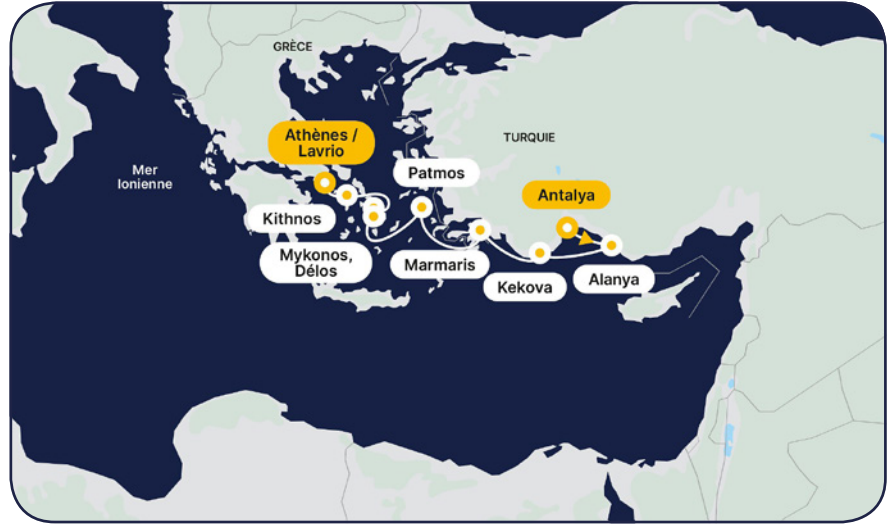 GRÈCE
Athènes /
Lavrio
TURQUIE
Mer
Ionienne
Patmos
Antalya
Kithnos
Mykonos,
Délos
Marmaris
Kekova
Alanya